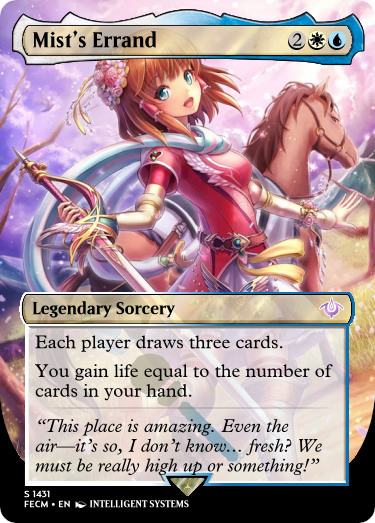 Mist's Errand 2
Legendary Sorcery
Each player draws three cards.
You gain life equal to the number of
cards in your hand.
“This place is amazing. Even the
air—it's so, I don't know… fresh? We
must be really high up or something!”
S 1431
FECM • EN INTELLIGENT SYSTEMS